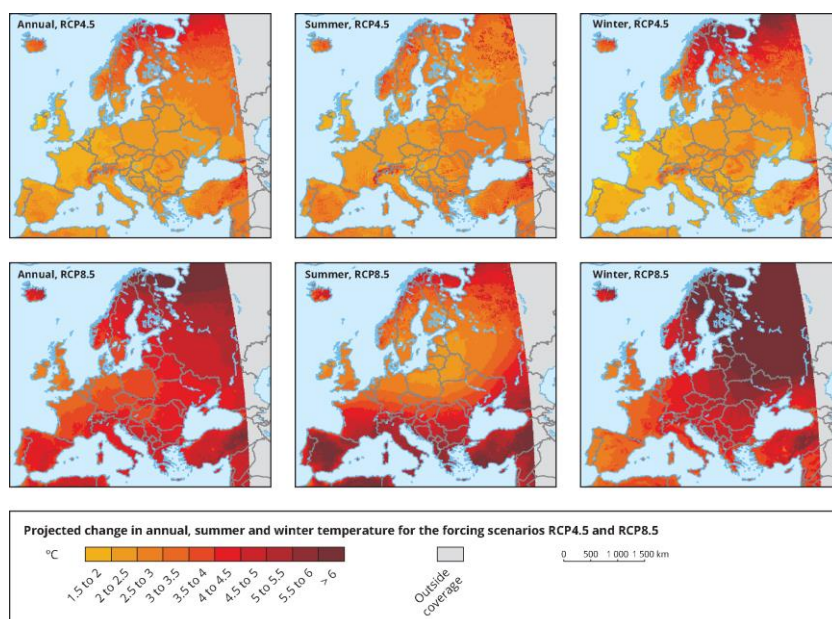 Annual, RCP4.5
Summer, RCP4.5
Winter, RCP4.5
Annual, RCP8.5
Summer, RCP8.5
Winter, RCP8.5
Projected change in annual, summer and winter temperature for the forcing scenarios RCP4.5 and RCP8.5
°C
1.5 to 2
2 to 2.5
2.5 to 3
3 to 3.5
3.5 to 4
4 to 4.5
4.5 to 5
5 to 5.5
5.5 to 6
> 6
Outside
coverage
0 500 1 000 1 500 km